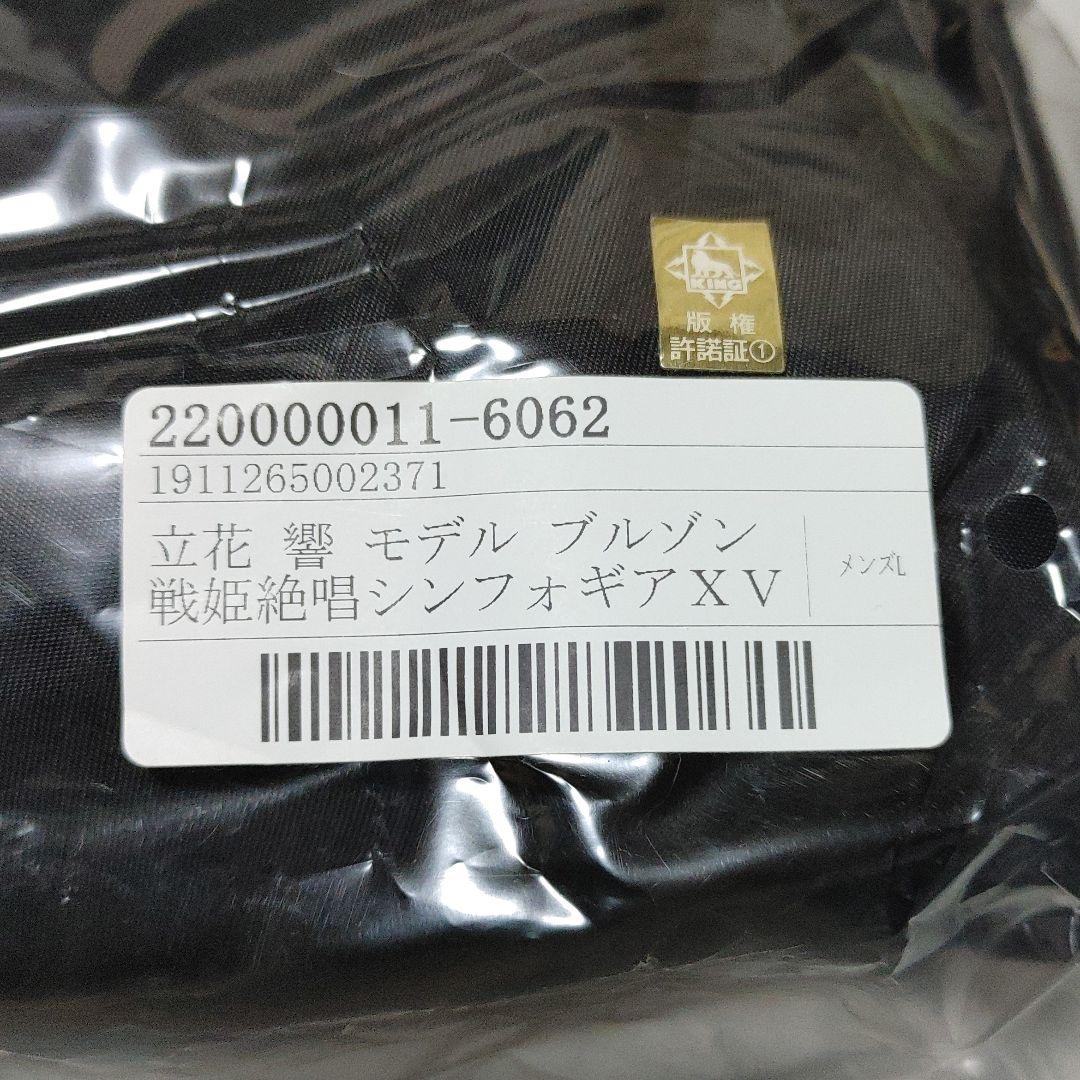 KING
版権
許諾証①
220000011-6062
1911265002371
立花 響 モデル ブルゾン
戦姫絶唱シンフォギアXV
メンズL